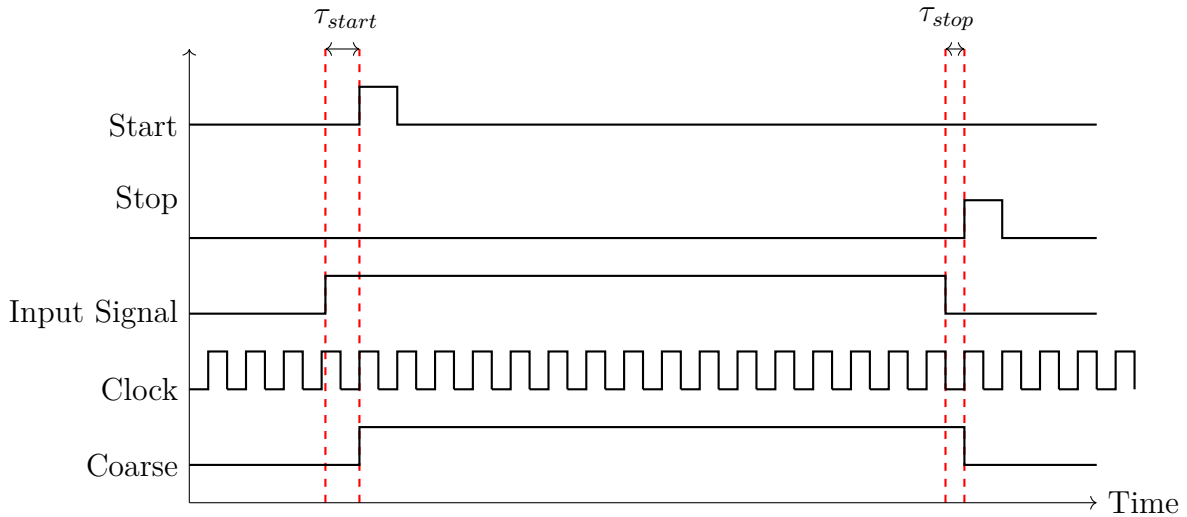 τ_start
τ_stop
Start
Stop
Input Signal
Clock
Coarse
Time